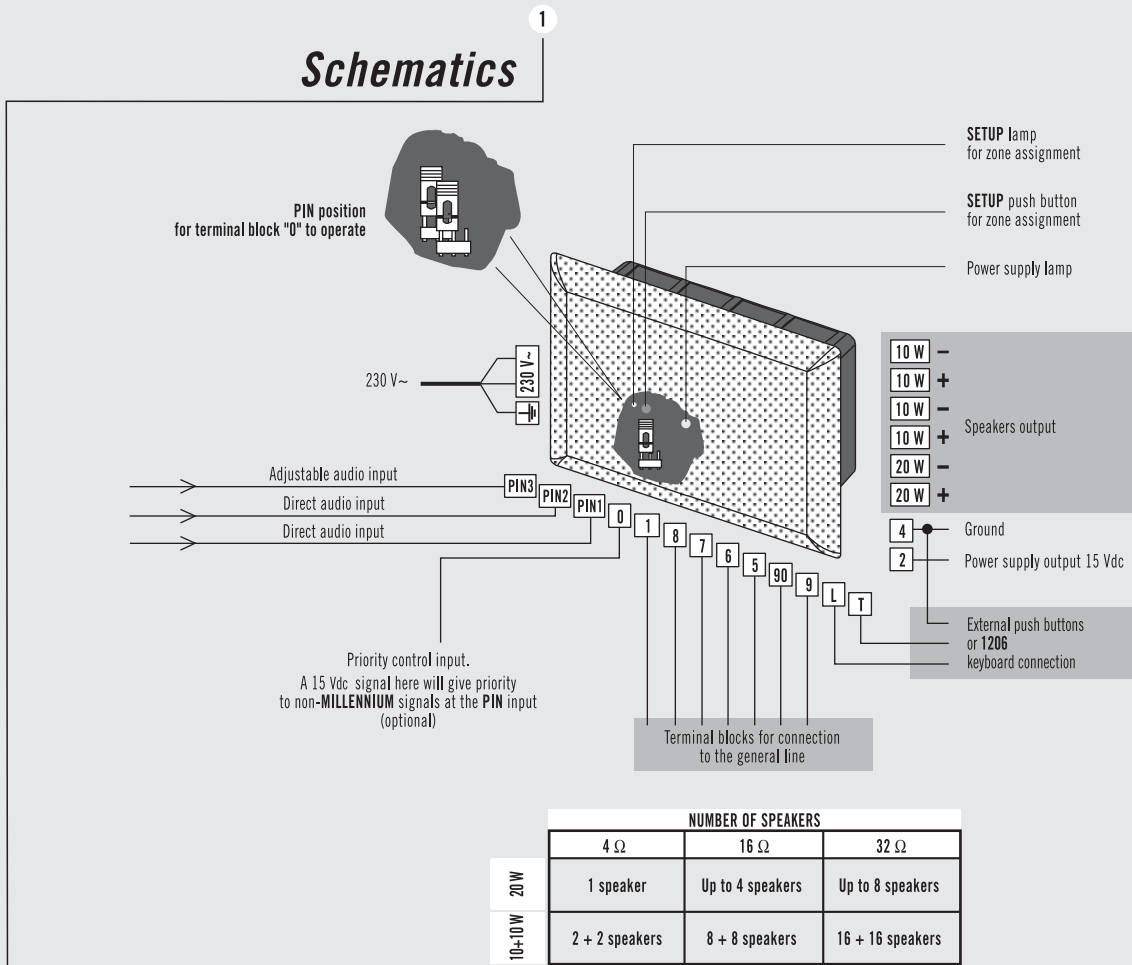 1
Schematics
PIN position
for terminal block "0" to operate
SETUP lamp
for zone assignment
SETUP push button
for zone assignment
Power supply lamp
230 V~
230 V~
10 W −
10 W +
10 W −
10 W +
20 W −
20 W +
Speakers output
Adjustable audio input
Direct audio input
Direct audio input
PIN3
PIN2
PIN1
0
1
8
7
6
5
90
9
L
T
4
Ground
2
Power supply output 15 Vdc
External push buttons
or 1206
keyboard connection
Priority control input.
A 15 Vdc signal here will give priority
to non-MILLENNIUM signals at the PIN input
(optional)
Terminal blocks for connection
to the general line
NUMBER OF SPEAKERS
4 Ω 16 Ω 32 Ω
20 W 1 speaker Up to 4 speakers Up to 8 speakers
10+10 W 2 + 2 speakers 8 + 8 speakers 16 + 16 speakers